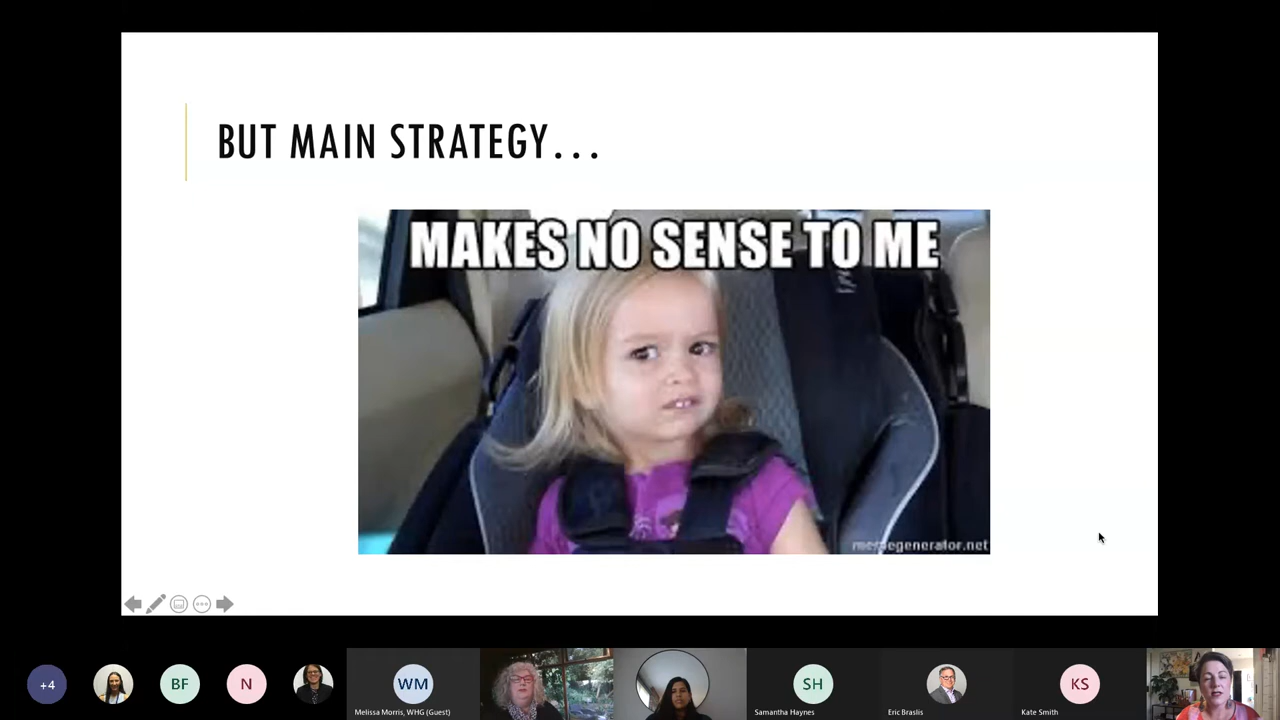 BUT MAIN STRATEGY...
MAKES NO SENSE TO ME
memegenerator.net
+4
BF
N
WM
SH
KS
Melissa Morris, WHG (Guest)
Samantha Haynes
Eric Braslis
Kate Smith